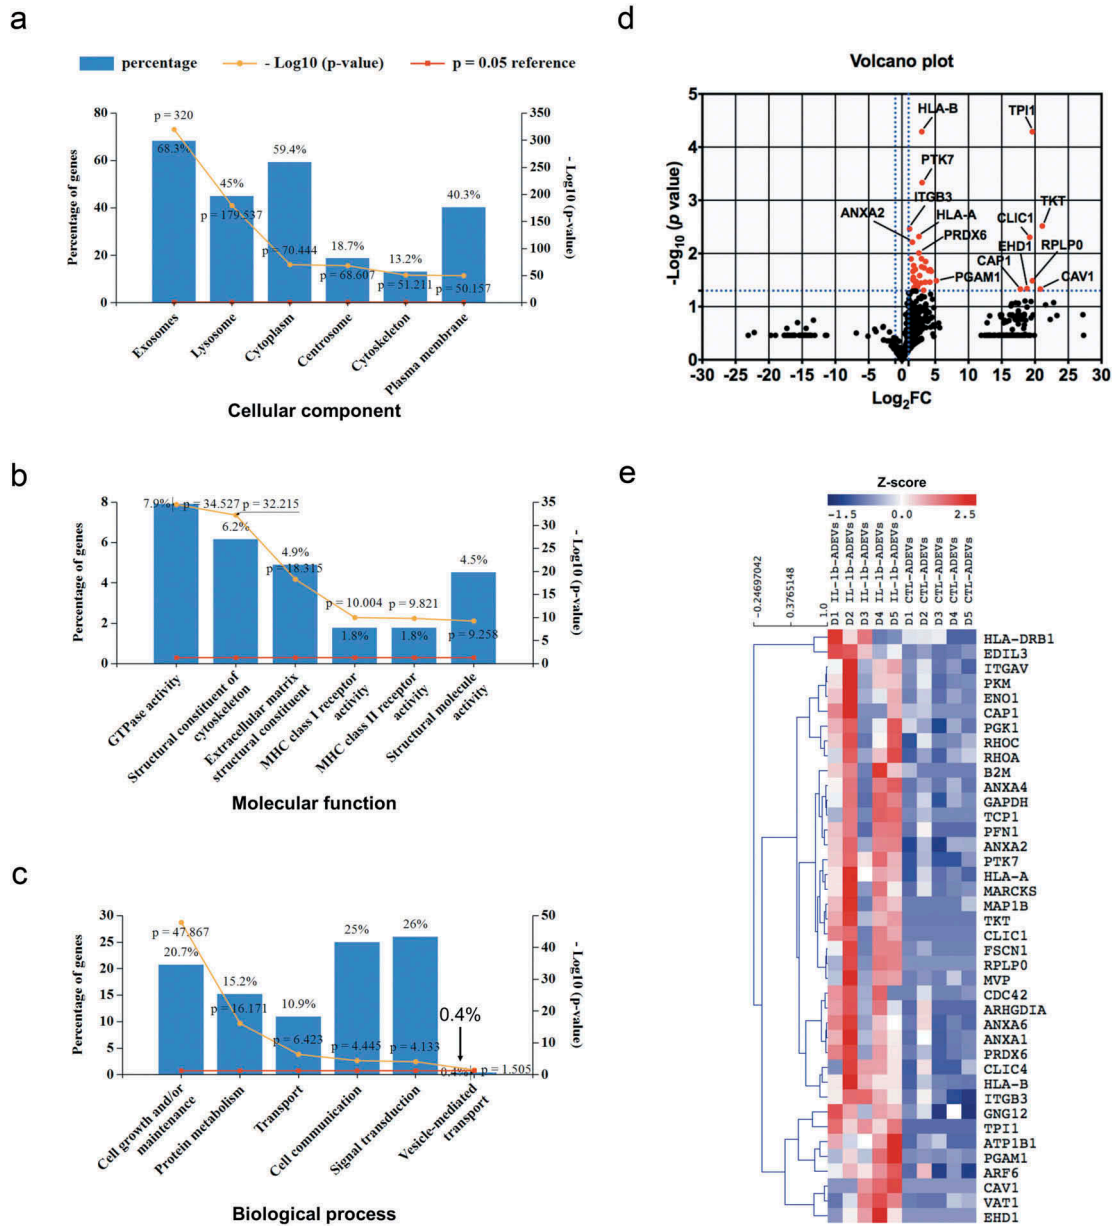 a
percentage
- Log10 (p-value)
p = 0.05 reference
80
60
40
20
0
Percentage of genes
350
300
250
200
150
100
50
0
- Log10 (p-value)
p = 320
68.3%
45%
p = 179.537
59.4%
p = 70.444
18.7%
p = 68.607
13.2%
p = 51.211
40.3%
p = 50.157
Exosomes
Lysosome
Cytoplasm
Centrosome
Cytoskeleton
Plasma membrane
Cellular component
b
8
6
4
2
0
Percentage of genes
35
30
25
20
15
10
5
0
- Log10 (p-value)
7.9%
p = 34.527
p = 32.215
6.2%
4.9%
p = 18.315
p = 10.004
1.8%
p = 9.821
1.8%
4.5%
p = 9.258
GTPase activity
Structural constituent of
cytoskeleton
Extracellular matrix
structural constituent
MHC class I receptor
activity
MHC class II receptor
activity
Structural molecule
activity
Molecular function
c
30
25
20
15
10
5
0
Percentage of genes
50
40
30
20
10
0
- Log10 (p-value)
p = 47.867
20.7%
15.2%
p = 16.171
10.9%
p = 6.423
25%
p = 4.445
26%
p = 4.133
0.4%
0.4%
p = 1.505
Cell growth and/or
maintenance
Protein metabolism
Transport
Cell communication
Signal transduction
Vesicle-mediated
transport
Biological process
d
Volcano plot
5
4
3
2
1
0
-Log10 (p value)
HLA-B
TPI1
PTK7
ITGB3
ANXA2
HLA-A
PRDX6
PGAM1
CLIC1
TKT
EHD1
RPLP0
CAP1
CAV1
-30 -25 -20 -15 -10 -5 0 5 10 15 20 25 30
Log2FC
e
Z-score
-1.5 0.0 2.5
-0.24697042
0.3765148
1.0
D1 IL-1b-ADEVs
D2 IL-1b-ADEVs
D3 IL-1b-ADEVs
D4 IL-1b-ADEVs
D5 IL-1b-ADEVs
D1 CTL-ADEVs
D2 CTL-ADEVs
D3 CTL-ADEVs
D4 CTL-ADEVs
D5 CTL-ADEVs
HLA-DRB1
EDIL3
ITGAV
PKM
ENO1
CAP1
PGK1
RHOC
RHOA
B2M
ANXA4
GAPDH
TCP1
PFN1
ANXA2
PTK7
HLA-A
MARCKS
MAP1B
TKT
CLIC1
FSCN1
RPLP0
MVP
CDC42
ARHGDIA
ANXA6
ANXA1
PRDX6
CLIC4
HLA-B
ITGB3
GNG12
TPI1
ATP1B1
PGAM1
ARF6
CAV1
VAT1
EHD1